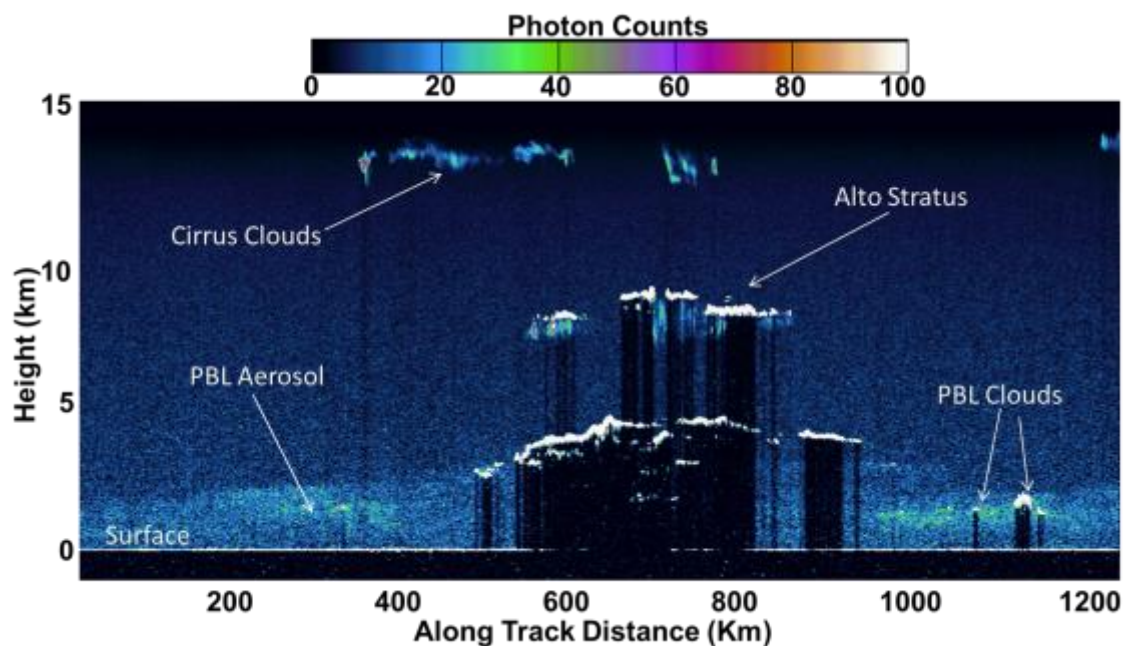 Photon Counts
0 20 40 60 80 100
15
Cirrus Clouds
Alto Stratus
10
Height (km)
PBL Aerosol
PBL Clouds
5
Surface
0
200 400 600 800 1000 1200
Along Track Distance (Km)